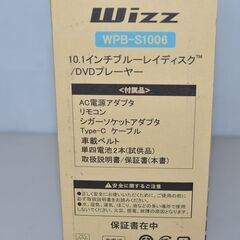 Wizz
WPB-S1006
10.1インチブルーレイディスク™
/DVDプレーヤー
<付属品>
AC電源アダプタ
リモコン
シガーソケットアダプタ
Type-C ケーブル
車載ベルト
単四電池2本(試供品)
取扱説明書/保証書(本書)
安全に関するご注意
保証書在中